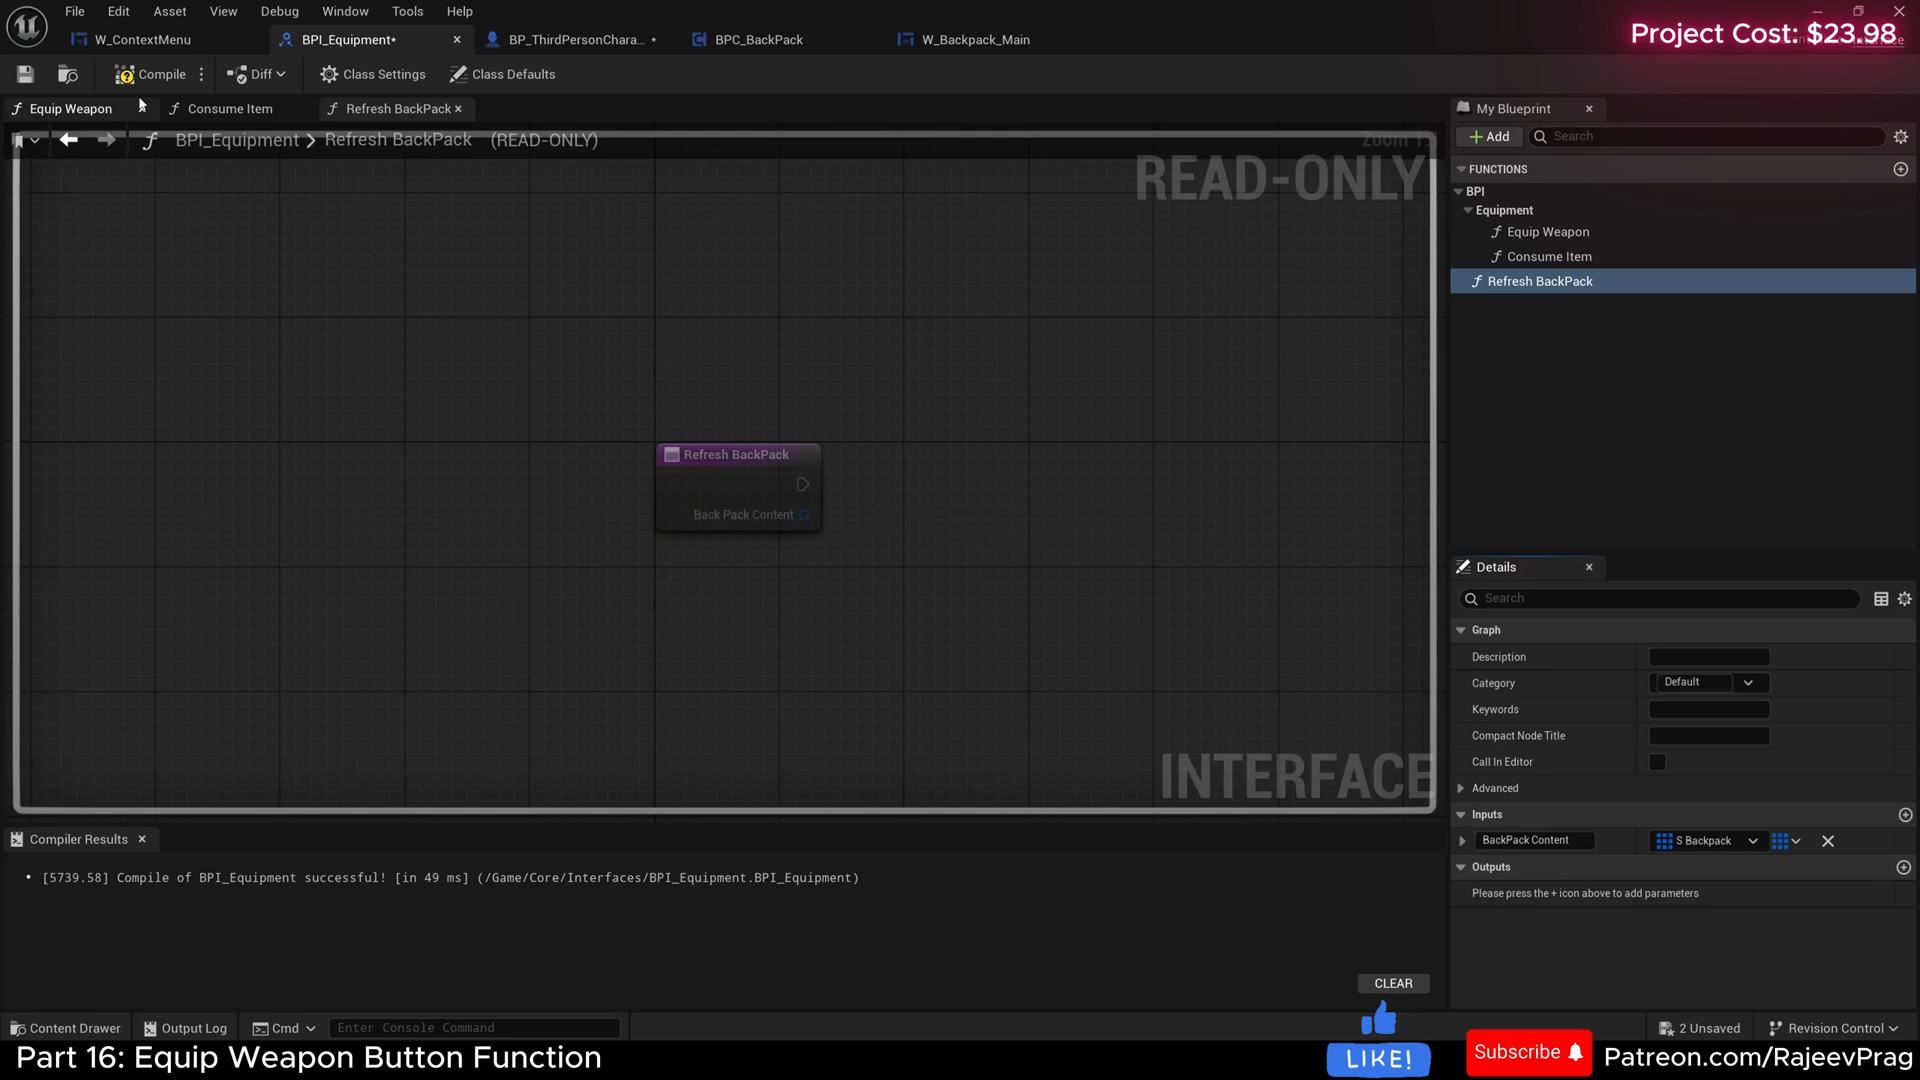 File Edit Asset View Debug Window Tools Help
W_ContextMenu BPI_Equipment* BP_ThirdPersonChara... * BPC_BackPack W_Backpack_Main
Project Cost: $23.98
Compile Diff Class Settings Class Defaults
Equip Weapon Consume Item Refresh BackPack
BPI_Equipment Refresh BackPack (READ-ONLY)
READ-ONLY
Refresh BackPack
Back Pack Content
INTERFACE
My Blueprint
Add Search
FUNCTIONS
BPI
Equipment
Equip Weapon
Consume Item
Refresh BackPack
Details
Search
Graph
Description
Category Default
Keywords
Compact Node Title
Call In Editor
Advanced
Inputs
BackPack Content S Backpack
Outputs
Please press the + icon above to add parameters
Compiler Results
[5739.58] Compile of BPI_Equipment successful! [in 49 ms] (/Game/Core/Interfaces/BPI_Equipment.BPI_Equipment)
CLEAR
Content Drawer Output Log Cmd Enter Console Command 2 Unsaved Revision Control
Part 16: Equip Weapon Button Function
LIKE!
Subscribe
Patreon.com/RajeevPrag